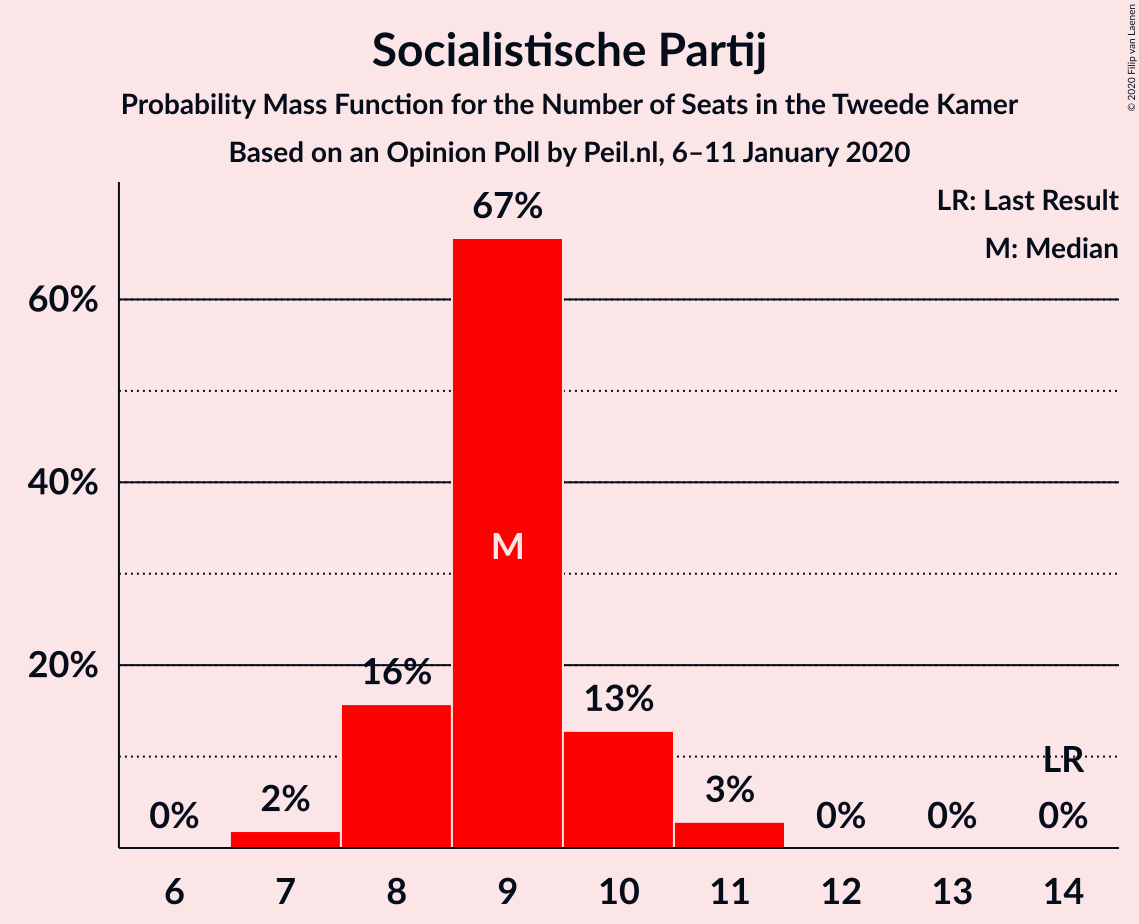 Socialistische Partij
Probability Mass Function for the Number of Seats in the Tweede Kamer
Based on an Opinion Poll by Peil.nl, 6–11 January 2020
© 2020 Filip van Laenen
LR: Last Result
M: Median
67%
60%
40%
M
20%
16%
13%
LR
3%
2%
0%
0%
0%
0%
6 7 8 9 10 11 12 13 14